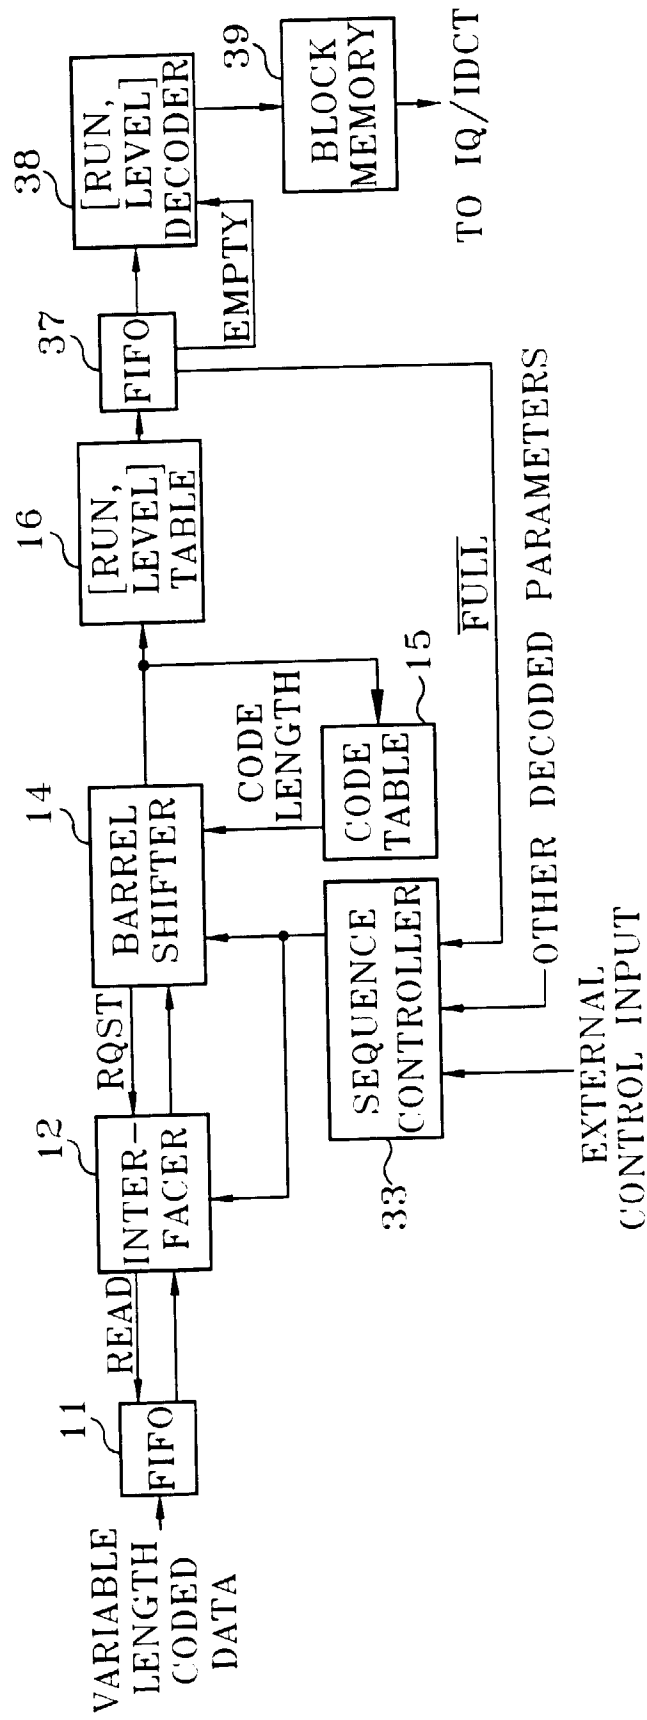 VARIABLE
LENGTH
CODED
DATA
11
FIFO
READ
12
INTER-
FACER
RQST
14
BARREL
SHIFTER
CODE
LENGTH
CODE
TABLE
15
16
[RUN,
LEVEL]
TABLE
37
FIFO
EMPTY
38
[RUN,
LEVEL]
DECODER
39
BLOCK
MEMORY
TO IQ/IDCT
33
SEQUENCE
CONTROLLER
F̅U̅L̅L̅
OTHER DECODED PARAMETERS
EXTERNAL
CONTROL INPUT